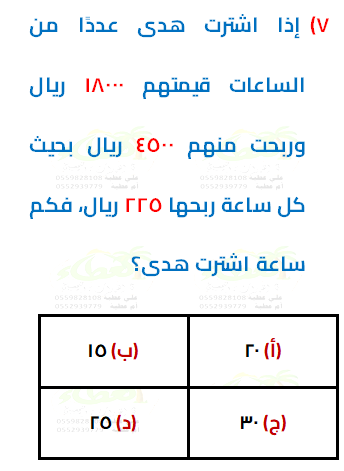 ٧) إذا اشترت هدى عددًا من
الساعات قيمتهم ١٨٠٠٠ ريال
وربحت منهم ٤٥٠٠ ريال بحيث
كل ساعة ربحها ٢٢٥ ريال، فكم
ساعة اشترت هدى؟
(أ) ٢٠ (ب) ١٥
(ج) ٣٠ (د) ٢٥